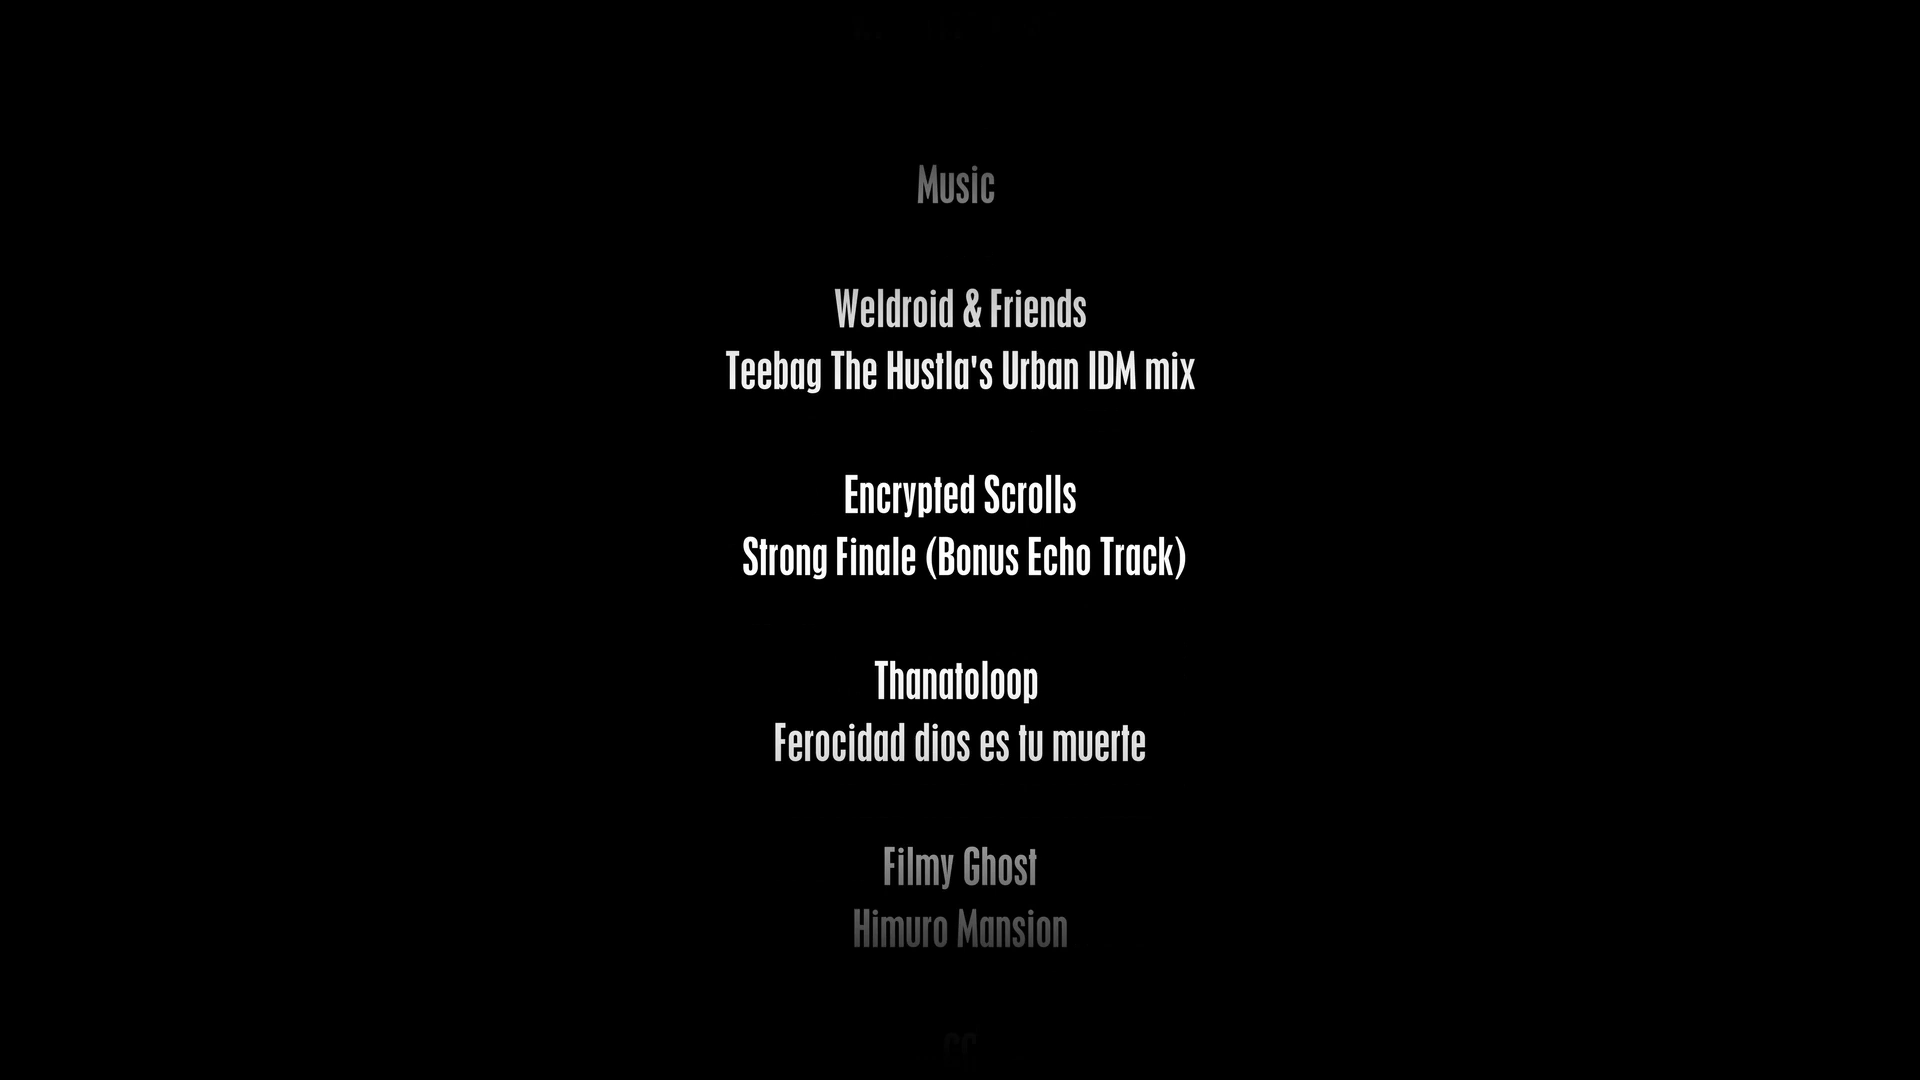 Music
Weldroid & Friends
Teebag The Hustla's Urban IDM mix
Encrypted Scrolls
Strong Finale (Bonus Echo Track)
Thanatoloop
Ferocidad dios es tu muerte
Filmy Ghost
Himuro Mansion